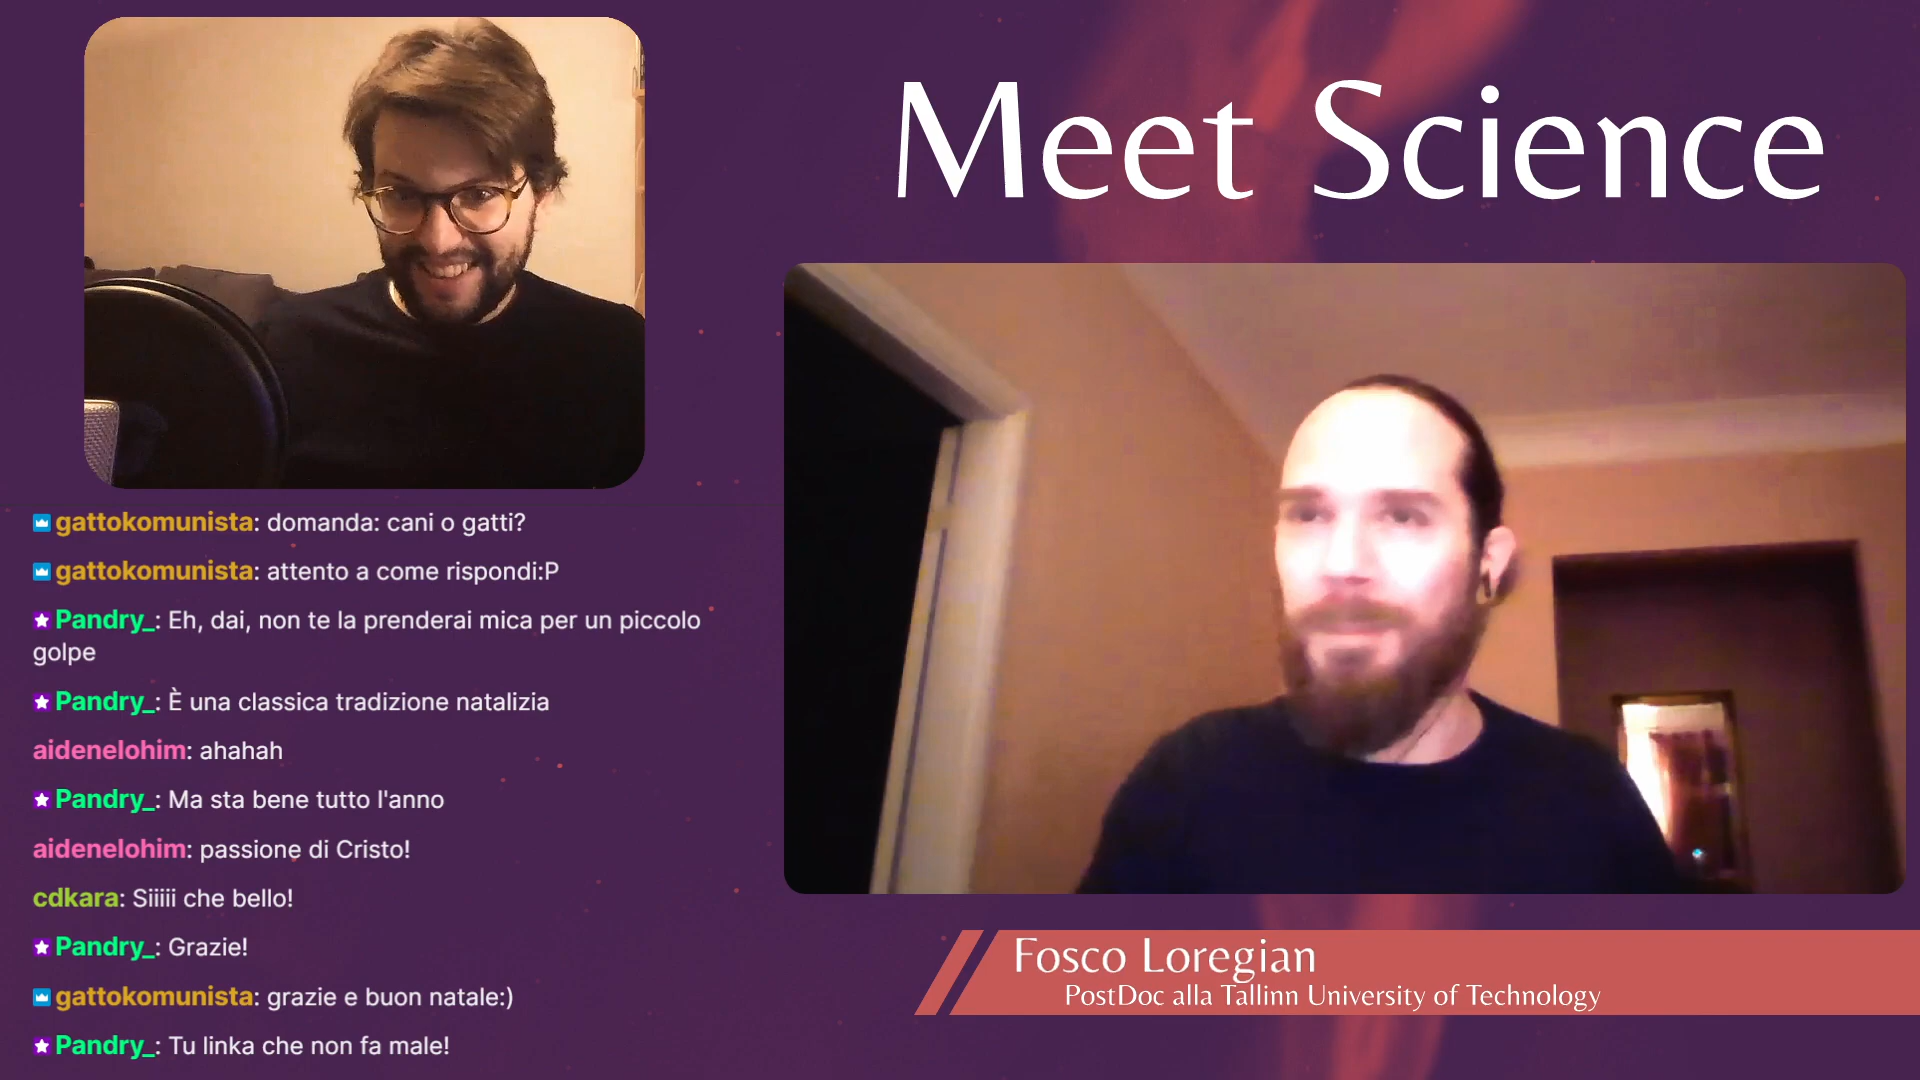 Meet Science
gattokomunista: domanda: cani o gatti?
gattokomunista: attento a come rispondi:P
Pandry_: Eh, dai, non te la prenderai mica per un piccolo
golpe
Pandry_: È una classica tradizione natalizia
aidenelohim: ahahah
Pandry_: Ma sta bene tutto l'anno
aidenelohim: passione di Cristo!
cdkara: Siiiii che bello!
Pandry_: Grazie!
gattokomunista: grazie e buon natale:)
Pandry_: Tu linka che non fa male!
Fosco Loregian
PostDoc alla Tallinn University of Technology